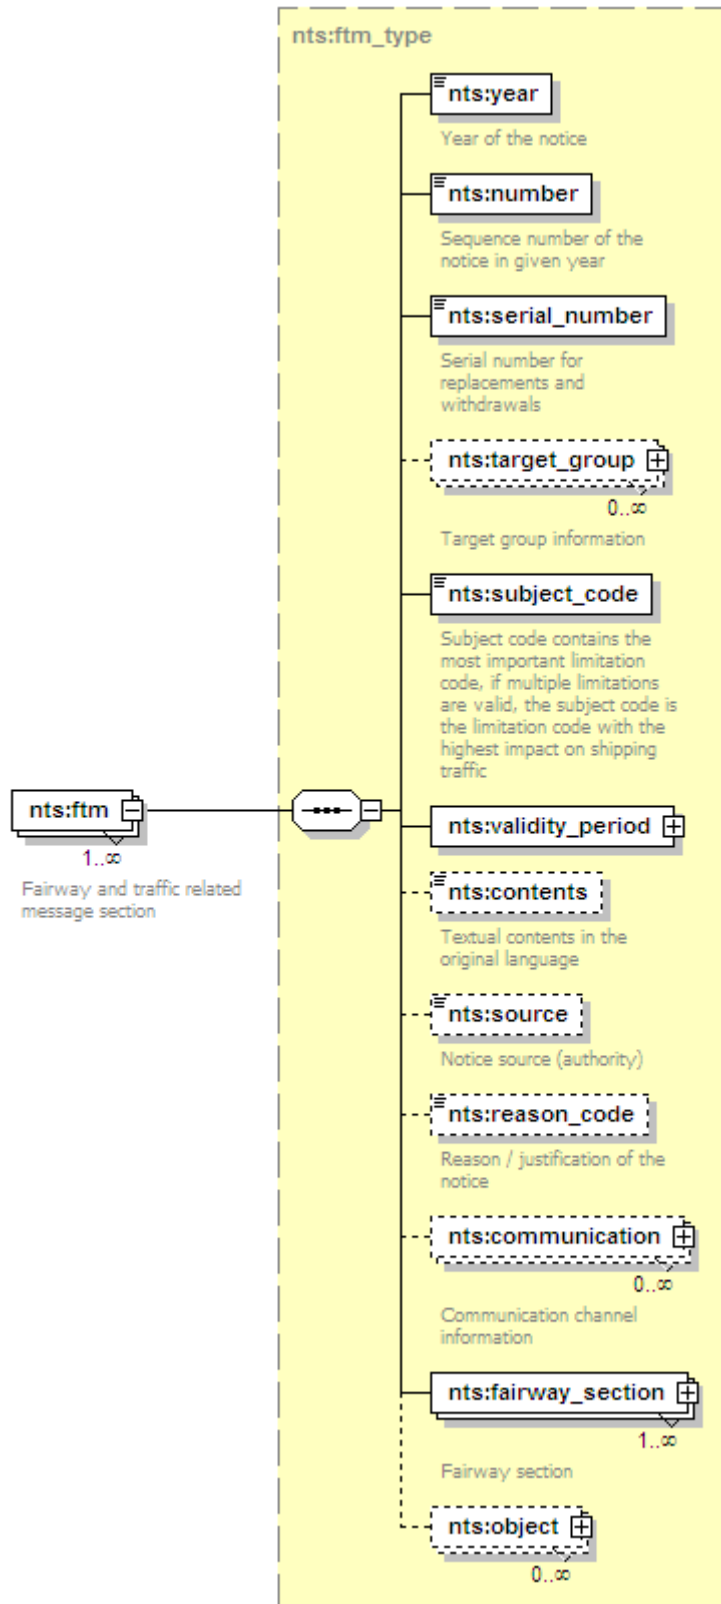 nts:ftm_type
nts:year
Year of the notice
nts:number
Sequence number of the
notice in given year
nts:serial_number
Serial number for
replacements and
withdrawals
nts:target_group
0..∞
Target group information
nts:subject_code
Subject code contains the
most important limitation
code, if multiple limitations
are valid, the subject code is
the limitation code with the
highest impact on shipping
traffic
nts:ftm
1..∞
Fairway and traffic related
message section
nts:validity_period
nts:contents
Textual contents in the
original language
nts:source
Notice source (authority)
nts:reason_code
Reason / justification of the
notice
nts:communication
0..∞
Communication channel
information
nts:fairway_section
1..∞
Fairway section
nts:object
0..∞